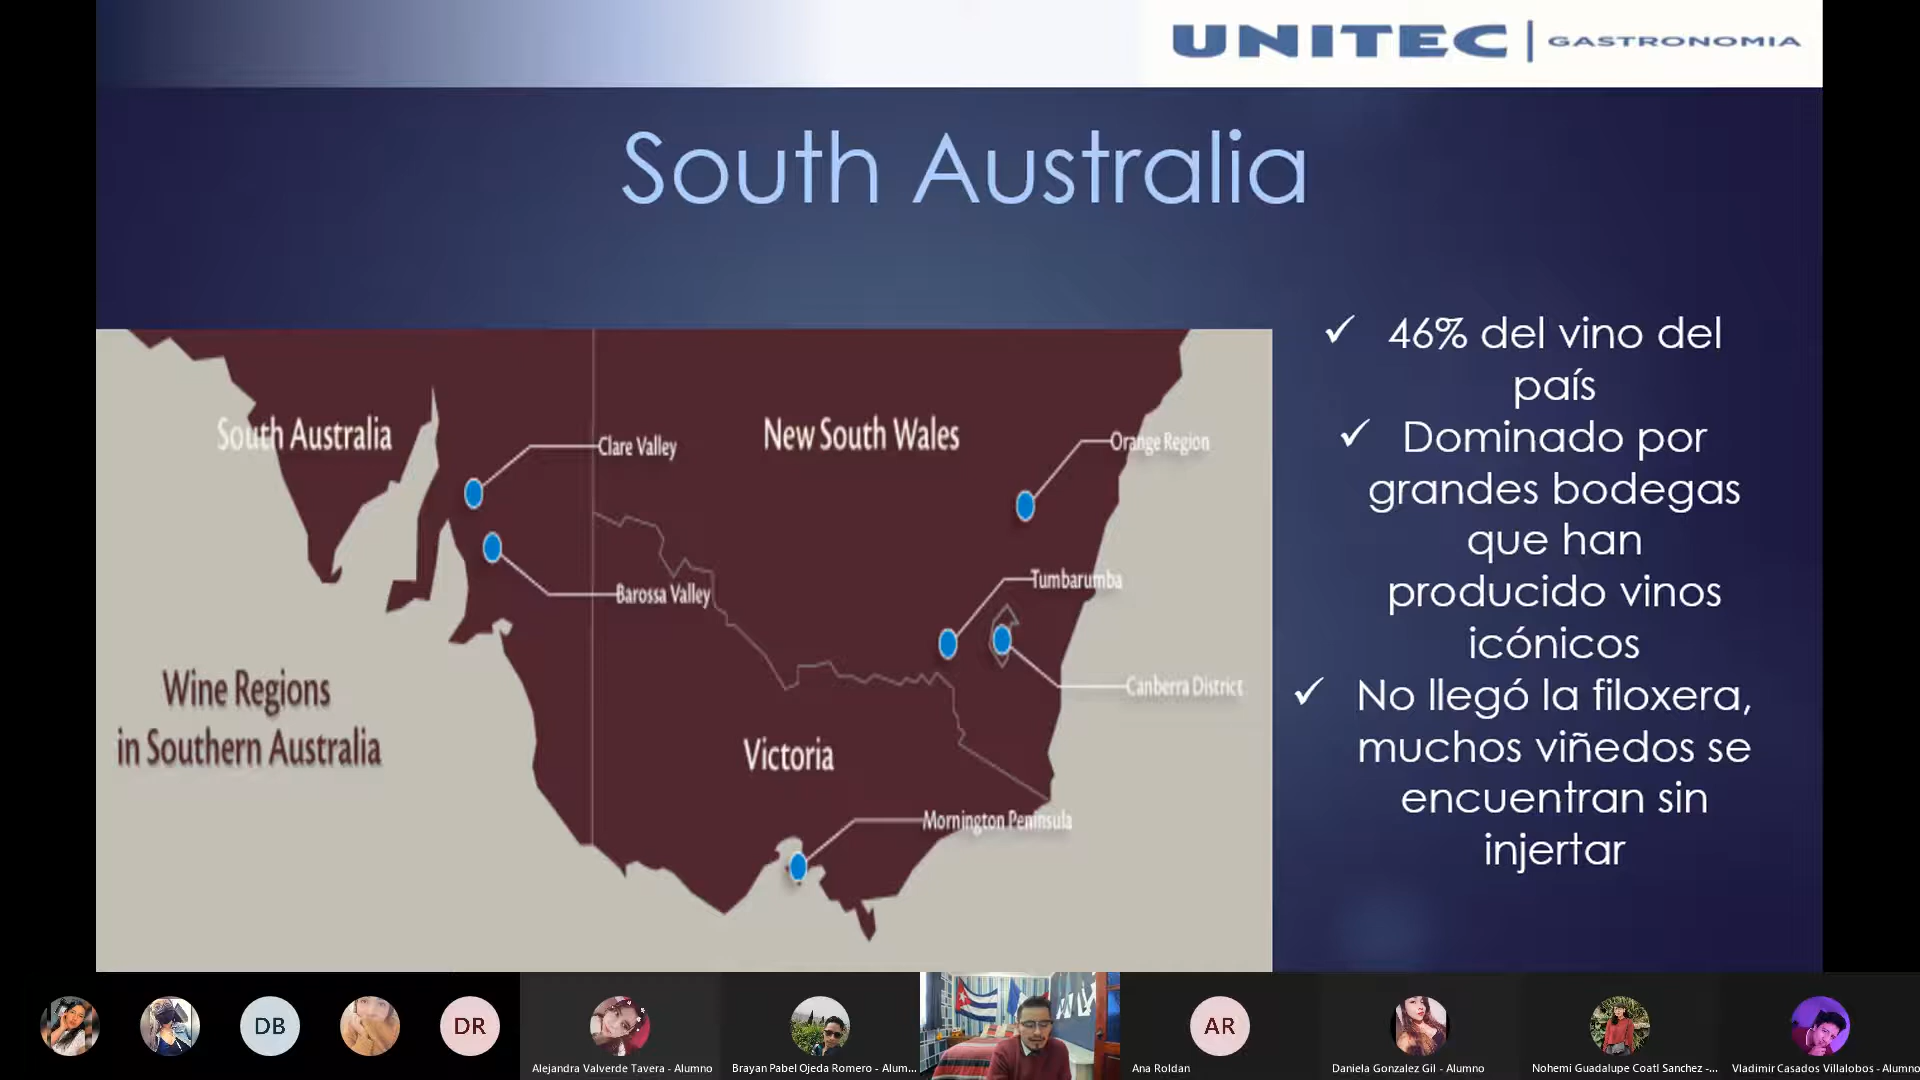 UNITEC | GASTRONOMIA
South Australia
✓ 46% del vino del
país
✓ Dominado por
grandes bodegas
que han
producido vinos
icónicos
✓ No llegó la filoxera,
muchos viñedos se
encuentran sin
injertar
South Australia
New South Wales
Clare Valley
Orange Region
Barossa Valley
Tumbarumba
Canberra District
Wine Regions
in Southern Australia
Victoria
Mornington Peninsula
DB
DR
AR
Alejandra Valverde Tavera - Alumno
Brayan Pabel Ojeda Romero - Alum...
Ana Roldan
Daniela Gonzalez Gil - Alumno
Nohemi Guadalupe Coatl Sanchez -...
Vladimir Casados Villalobos - Alumno